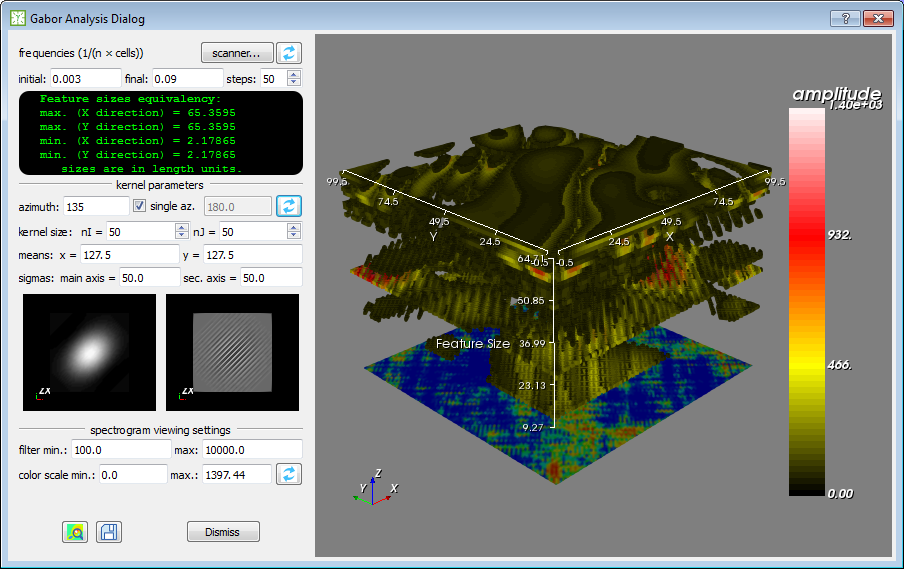 Gabor Analysis Dialog
?
frequencies (1/(n × cells))
scanner...
initial: 0.003 final: 0.09 steps: 50
Feature sizes equivalency:
max. (X direction) = 65.3595
max. (Y direction) = 65.3595
min. (X direction) = 2.17865
min. (Y direction) = 2.17865
sizes are in length units.
kernel parameters
azimuth: 135 single az. 180.0
kernel size: nI = 50 nJ = 50
means: x = 127.5 y = 127.5
sigmas: main axis = 50.0 sec. axis = 50.0
spectrogram viewing settings
filter min.: 100.0 max: 10000.0
color scale min.: 0.0 max.: 1397.44
Dismiss
amplitude
1.40e+03
932.
466.
0.00
99.5
74.5
49.5
Y
24.5
-0.5
-0.5
24.5
X
49.5
74.5
99.5
64.71
50.85
Feature Size 36.99
23.13
9.27
Z
Y
X